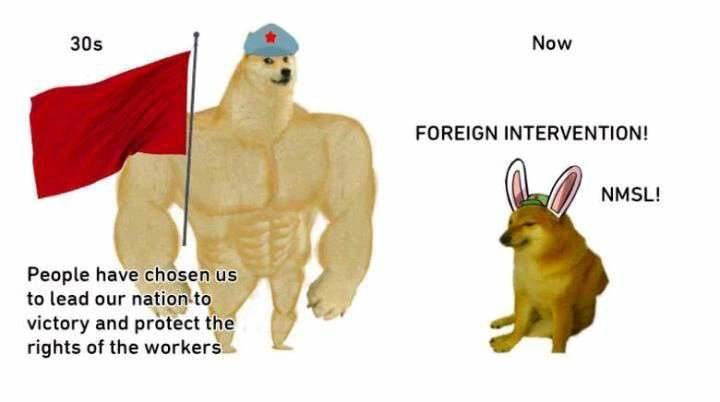 30s
People have chosen us
to lead our nation to
victory and protect the
rights of the workers
Now
FOREIGN INTERVENTION!
NMSL!